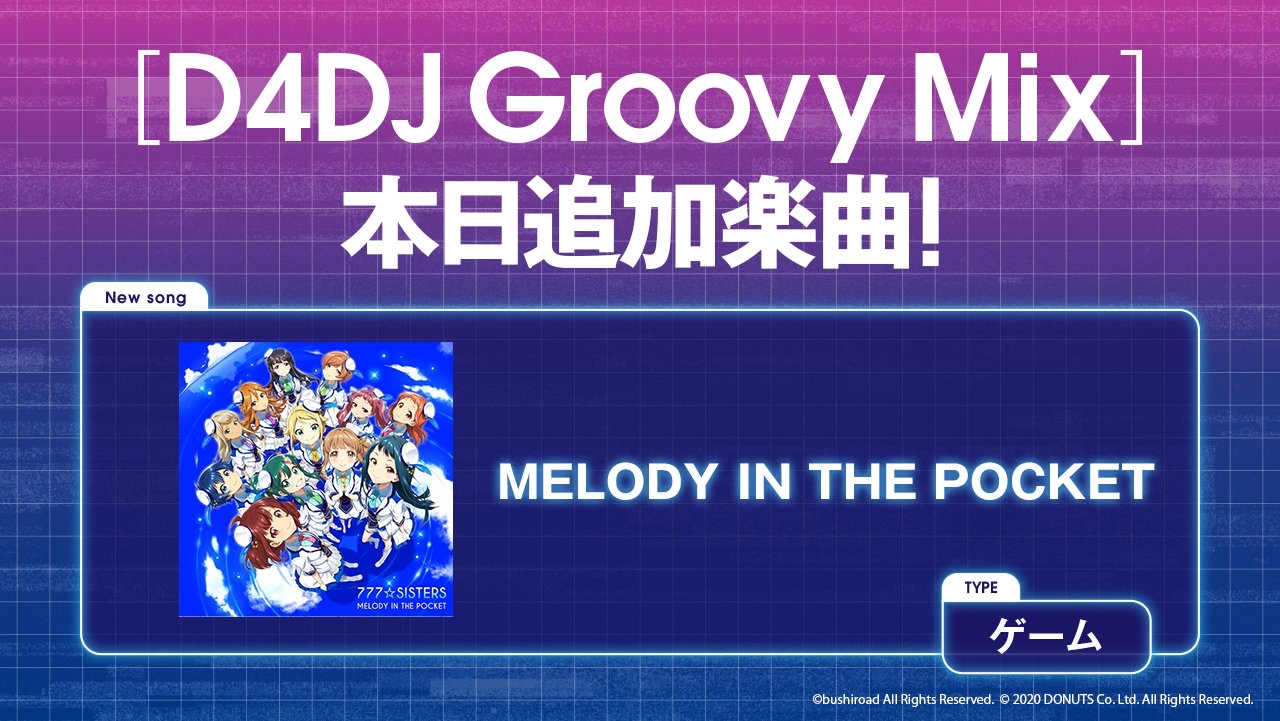 [D4DJ Groovy Mix]
本日追加楽曲!
New song
777☆SISTERS
MELODY IN THE POCKET
MELODY IN THE POCKET
TYPE
ゲーム
©bushiroad All Rights Reserved. © 2020 DONUTS Co. Ltd. All Rights Reserved.